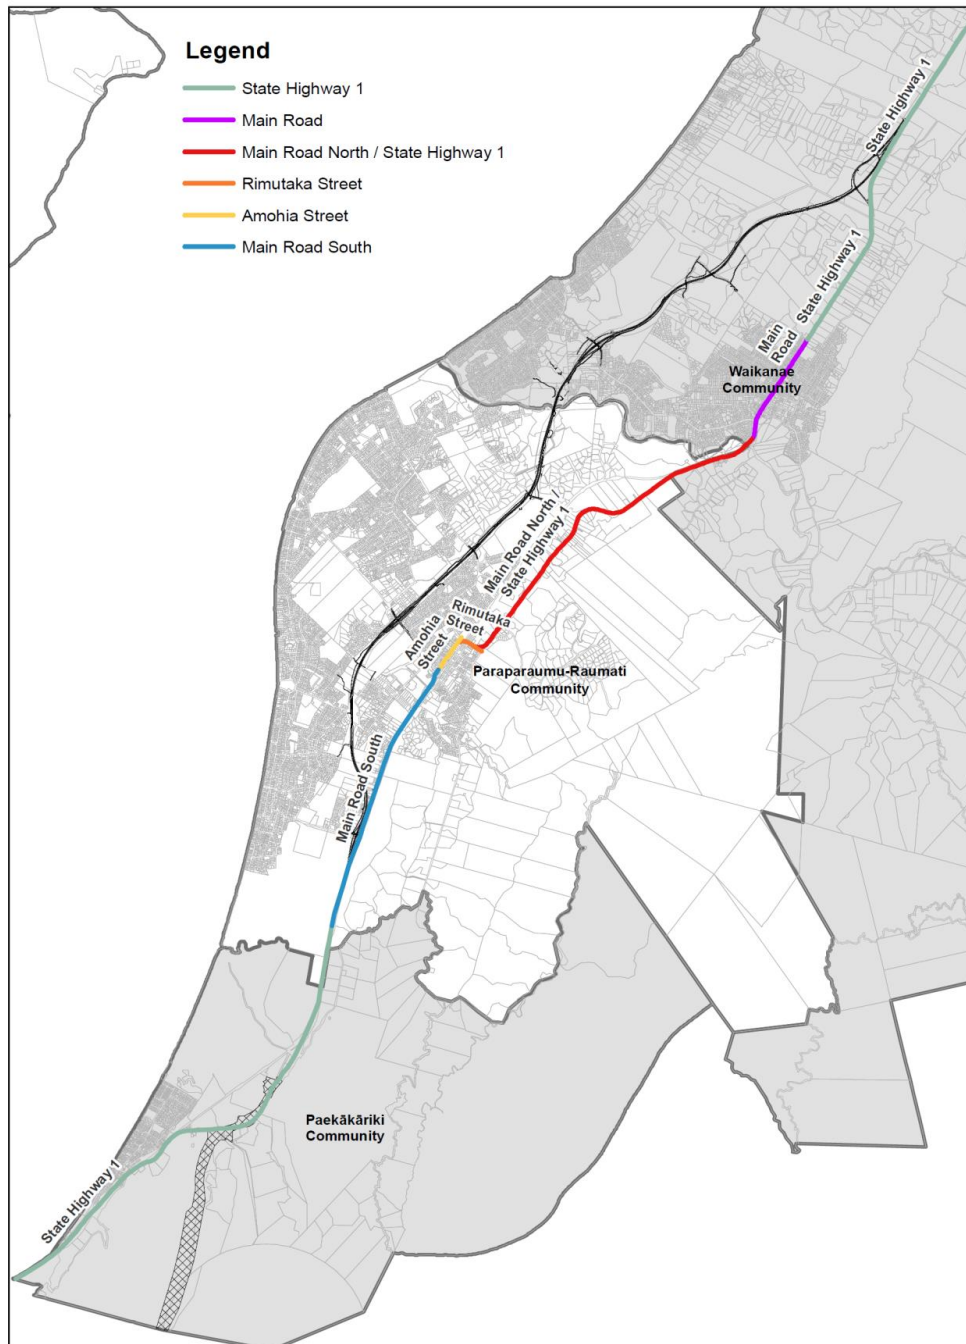 Legend
State Highway 1
Main Road
Main Road North / State Highway 1
Rimutaka Street
Amohia Street
Main Road South
State Highway 1
State Highway 1
Main
Road
Waikanae
Community
Main Road North /
State Highway 1
Rimutaka
Street
Amohia
Street
Paraparaumu-Raumati
Community
Main Road South
Paekākāriki
Community
State Highway 1